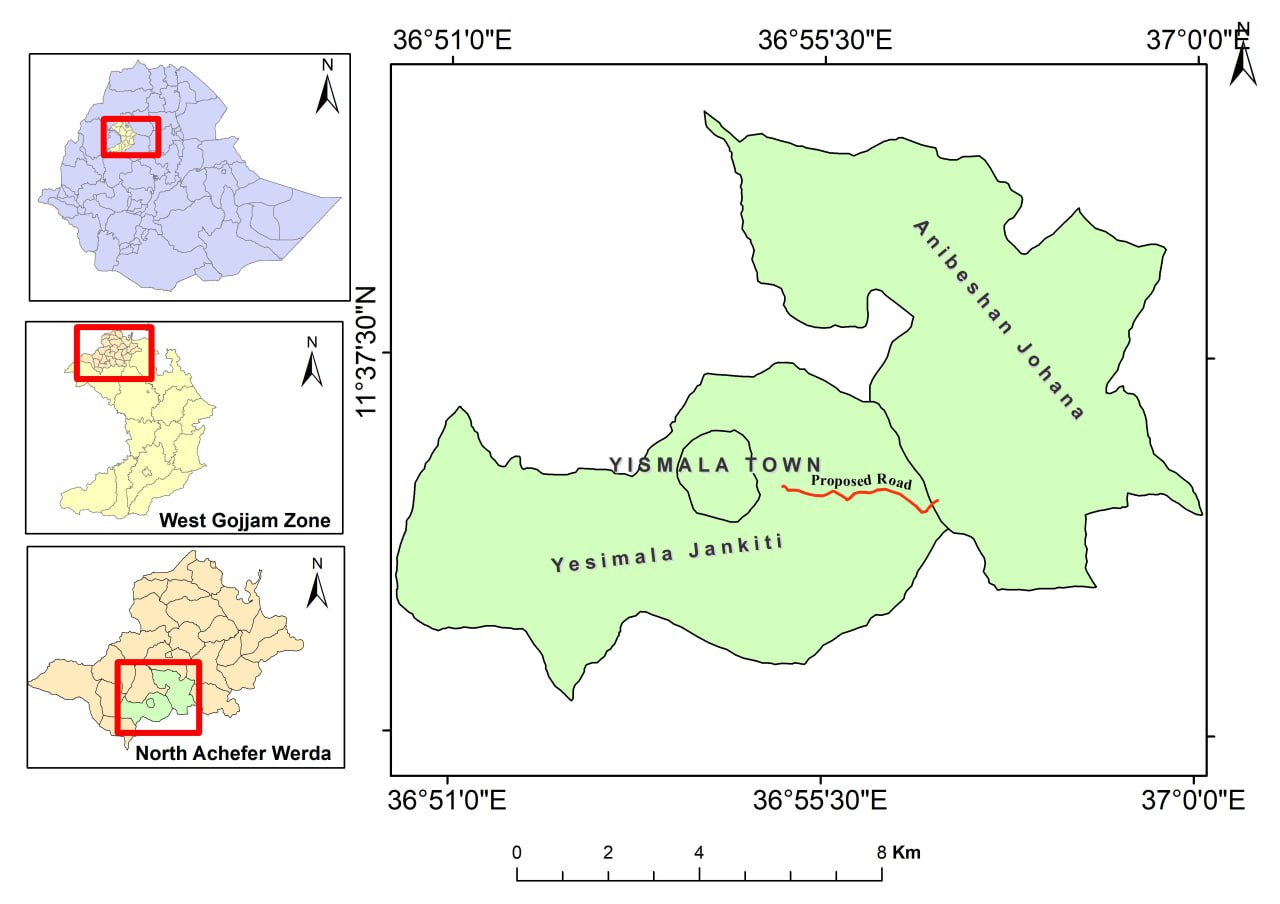 36°51'0"E 36°55'30"E 37°0'0"E
N
N
11°37'30"N
Anibeshan Johana
N
West Gojjam Zone
YISMALA TOWN
Proposed Road
Yesimala Jankiti
N
North Achefer Werda
36°51'0"E 36°55'30"E 37°0'0"E
0 2 4 8 Km